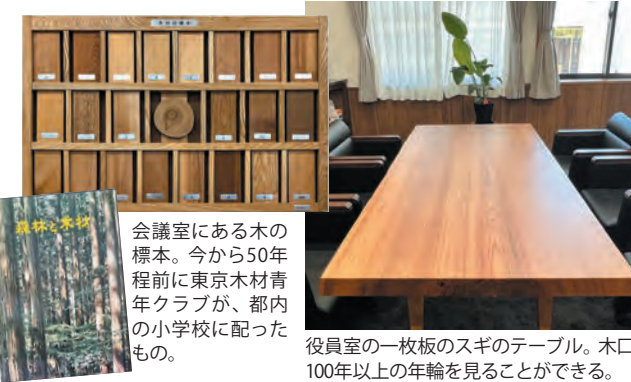 森林と木材
会議室にある木の
標本。今から50年
程前に東京木材青
年クラブが、都内
の小学校に配った
もの。
役員室の一枚板のスギのテーブル。木口
100年以上の年輪を見ることができる。